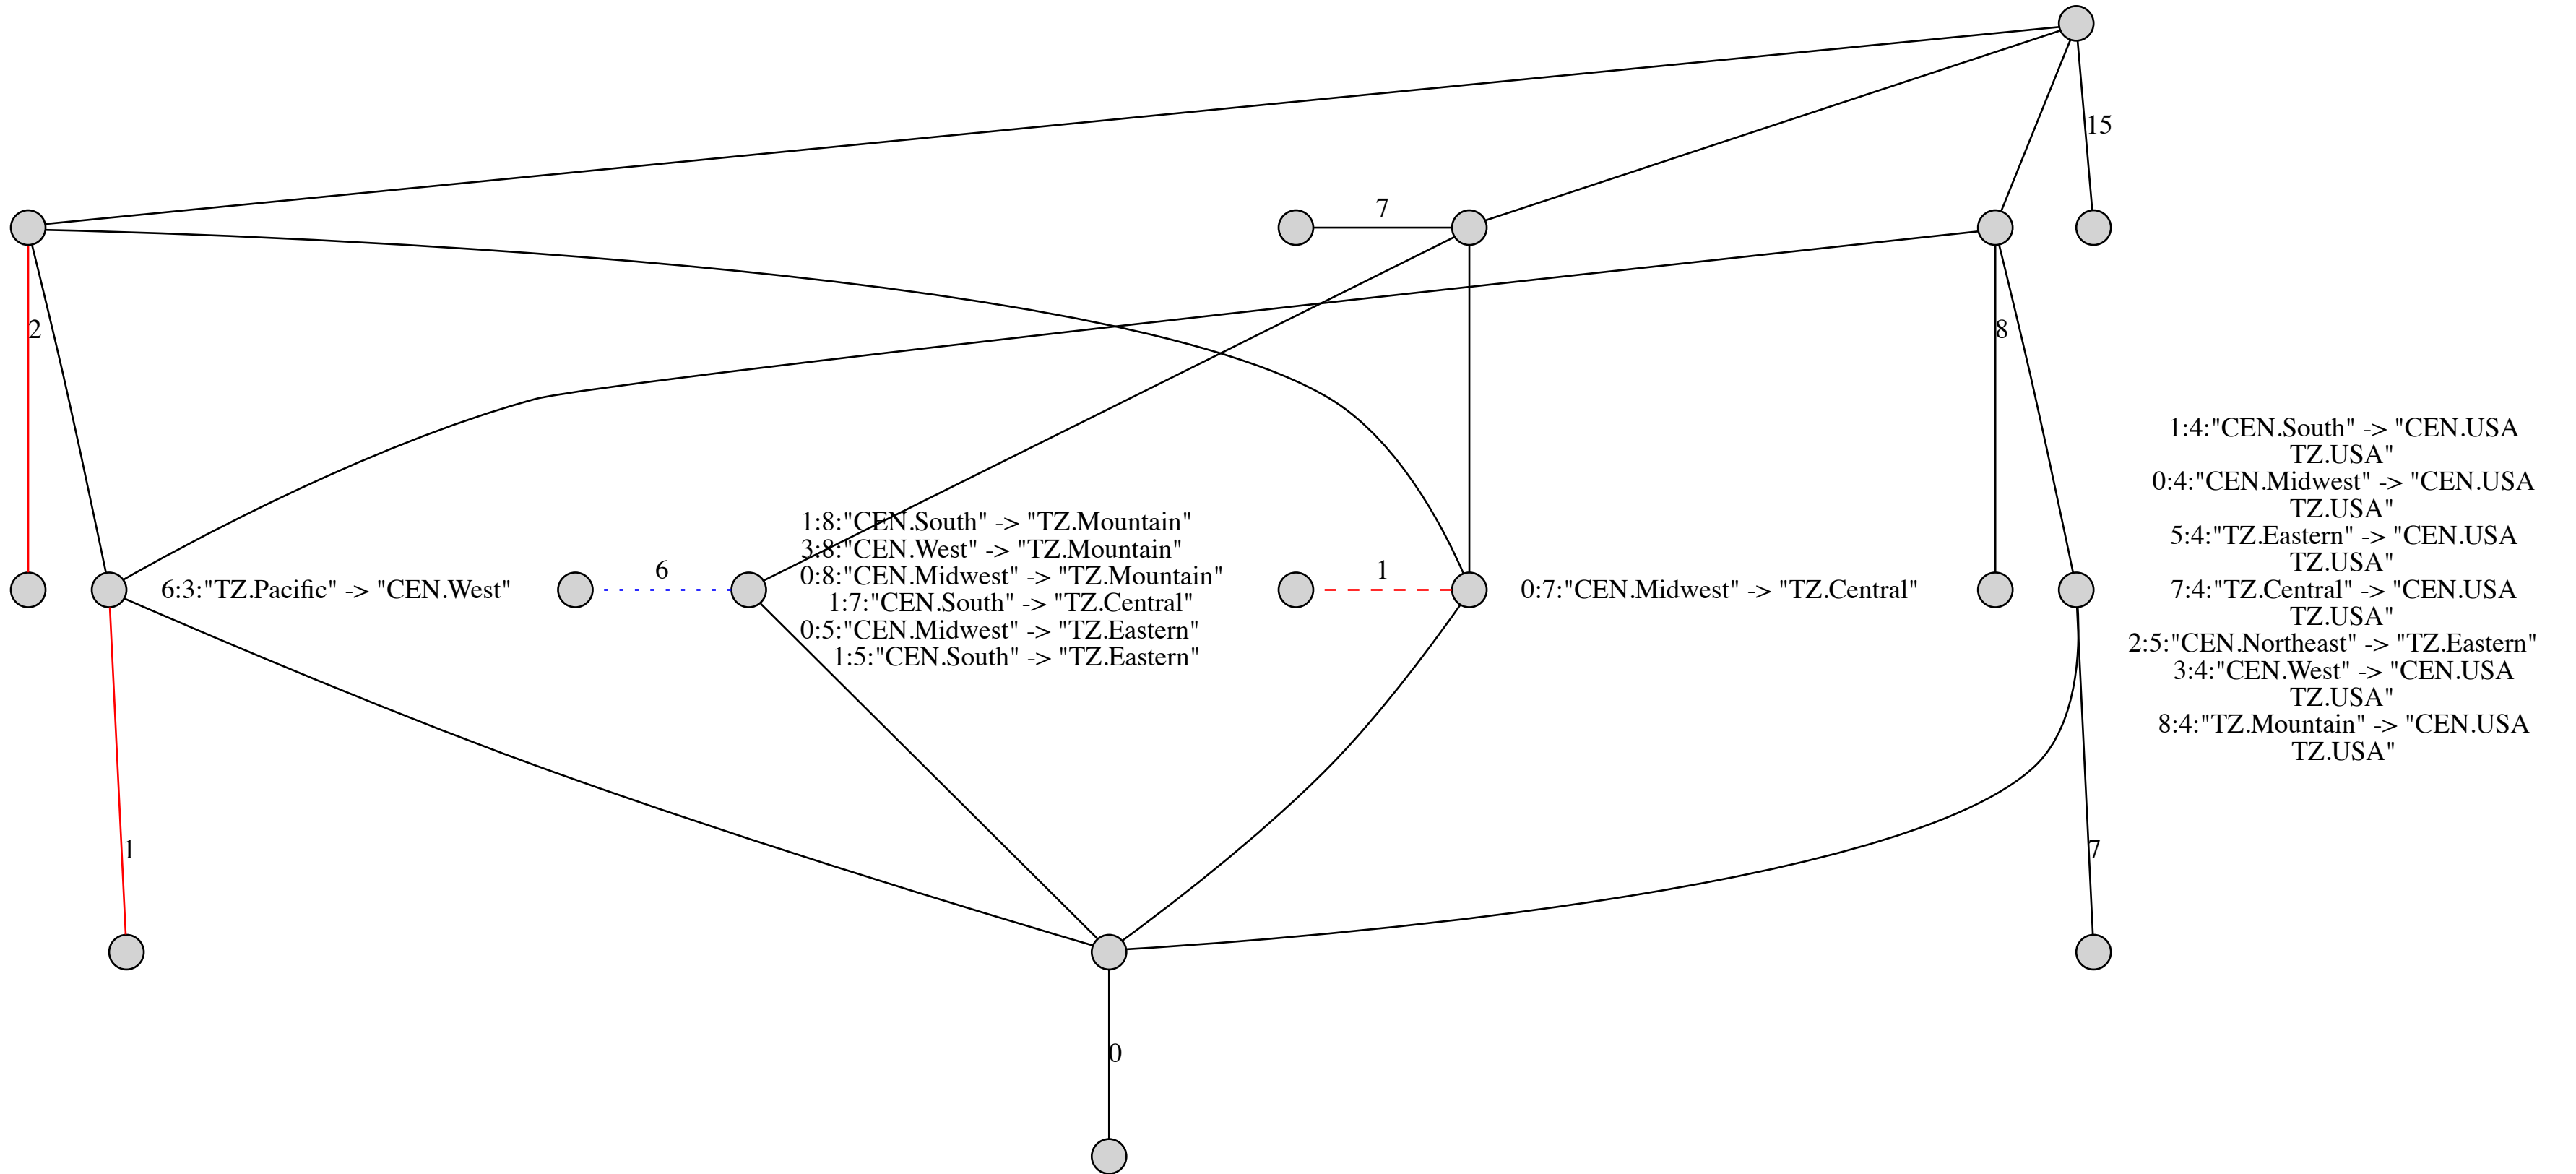 15
7
2
8
1:4:"CEN.South" -> "CEN.USA
TZ.USA"
0:4:"CEN.Midwest" -> "CEN.USA
TZ.USA"
5:4:"TZ.Eastern" -> "CEN.USA
TZ.USA"
7:4:"TZ.Central" -> "CEN.USA
TZ.USA"
2:5:"CEN.Northeast" -> "TZ.Eastern"
3:4:"CEN.West" -> "CEN.USA
TZ.USA"
8:4:"TZ.Mountain" -> "CEN.USA
TZ.USA"
6:3:"TZ.Pacific" -> "CEN.West"
6
1:8:"CEN.South" -> "TZ.Mountain"
3:8:"CEN.West" -> "TZ.Mountain"
0:8:"CEN.Midwest" -> "TZ.Mountain"
1:7:"CEN.South" -> "TZ.Central"
0:5:"CEN.Midwest" -> "TZ.Eastern"
1:5:"CEN.South" -> "TZ.Eastern"
1
0:7:"CEN.Midwest" -> "TZ.Central"
1
7
0